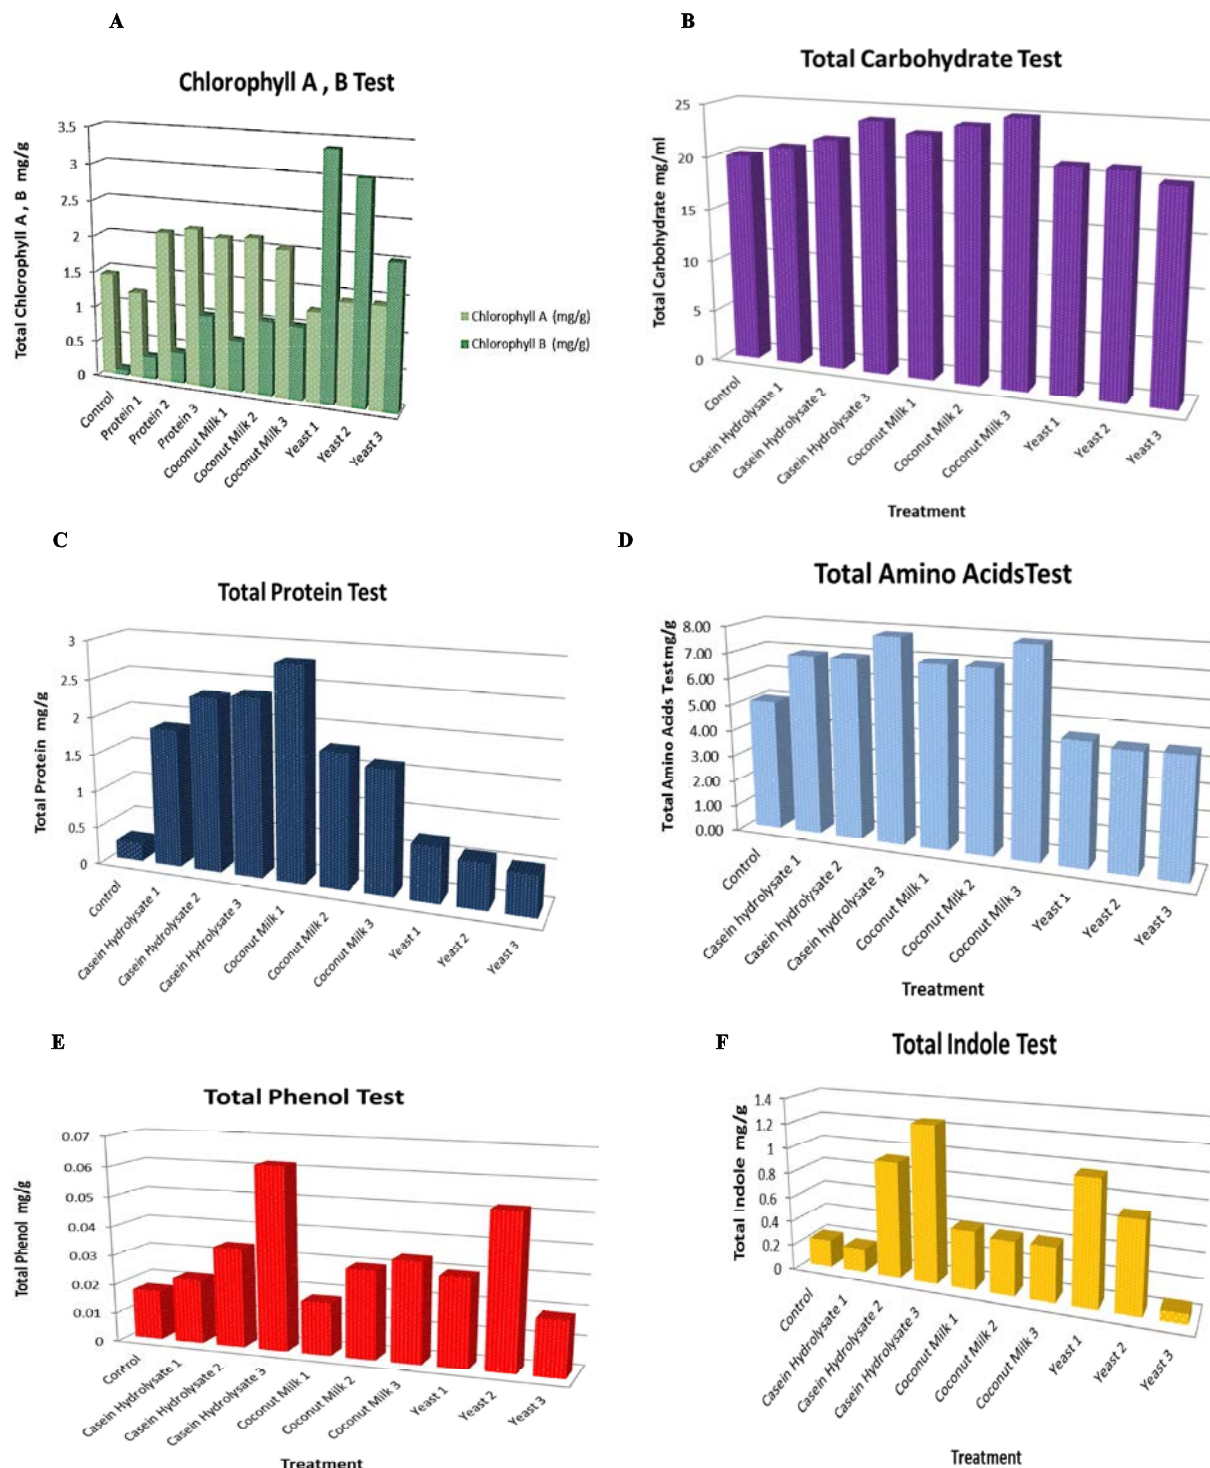 A
Chlorophyll A , B Test
Total Chlorophyll A , B mg/g
3.5
3
2.5
2
1.5
1
0.5
0
Control
Protein 1
Protein 2
Protein 3
Coconut Milk 1
Coconut Milk 2
Coconut Milk 3
Yeast 1
Yeast 2
Yeast 3
Chlorophyll A (mg/g)
Chlorophyll B (mg/g)
B
Total Carbohydrate Test
Total Carbohydrate mg/ml
25
20
15
10
5
0
Control
Casein Hydrolysate 1
Casein Hydrolysate 2
Casein Hydrolysate 3
Coconut Milk 1
Coconut Milk 2
Coconut Milk 3
Yeast 1
Yeast 2
Yeast 3
Treatment
C
Total Protein Test
Total Protein mg/g
3
2.5
2
1.5
1
0.5
0
Control
Casein Hydrolysate 1
Casein Hydrolysate 2
Casein Hydrolysate 3
Coconut Milk 1
Coconut Milk 2
Coconut Milk 3
Yeast 1
Yeast 2
Yeast 3
D
Total Amino AcidsTest
Total Amino Acids Testmg/g
8.00
7.00
6.00
5.00
4.00
3.00
2.00
1.00
0.00
Control
Casein hydrolysate 1
Casein hydrolysate 2
Casein hydrolysate 3
Coconut Milk 1
Coconut Milk 2
Coconut Milk 3
Yeast 1
Yeast 2
Yeast 3
Treatment
E
Total Phenol Test
Total Phenol mg/g
0.07
0.06
0.05
0.04
0.03
0.02
0.01
0
Control
Casein Hydrolysate 1
Casein Hydrolysate 2
Casein Hydrolysate 3
Coconut Milk 1
Coconut Milk 2
Coconut Milk 3
Yeast 1
Yeast 2
Yeast 3
Treatment
F
Total Indole Test
Total Indole mg/g
1.4
1.2
1
0.8
0.6
0.4
0.2
0
Control
Casein Hydrolysate 1
Casein Hydrolysate 2
Casein Hydrolysate 3
Coconut Milk 1
Coconut Milk 2
Coconut Milk 3
Yeast 1
Yeast 2
Yeast 3
Treatment